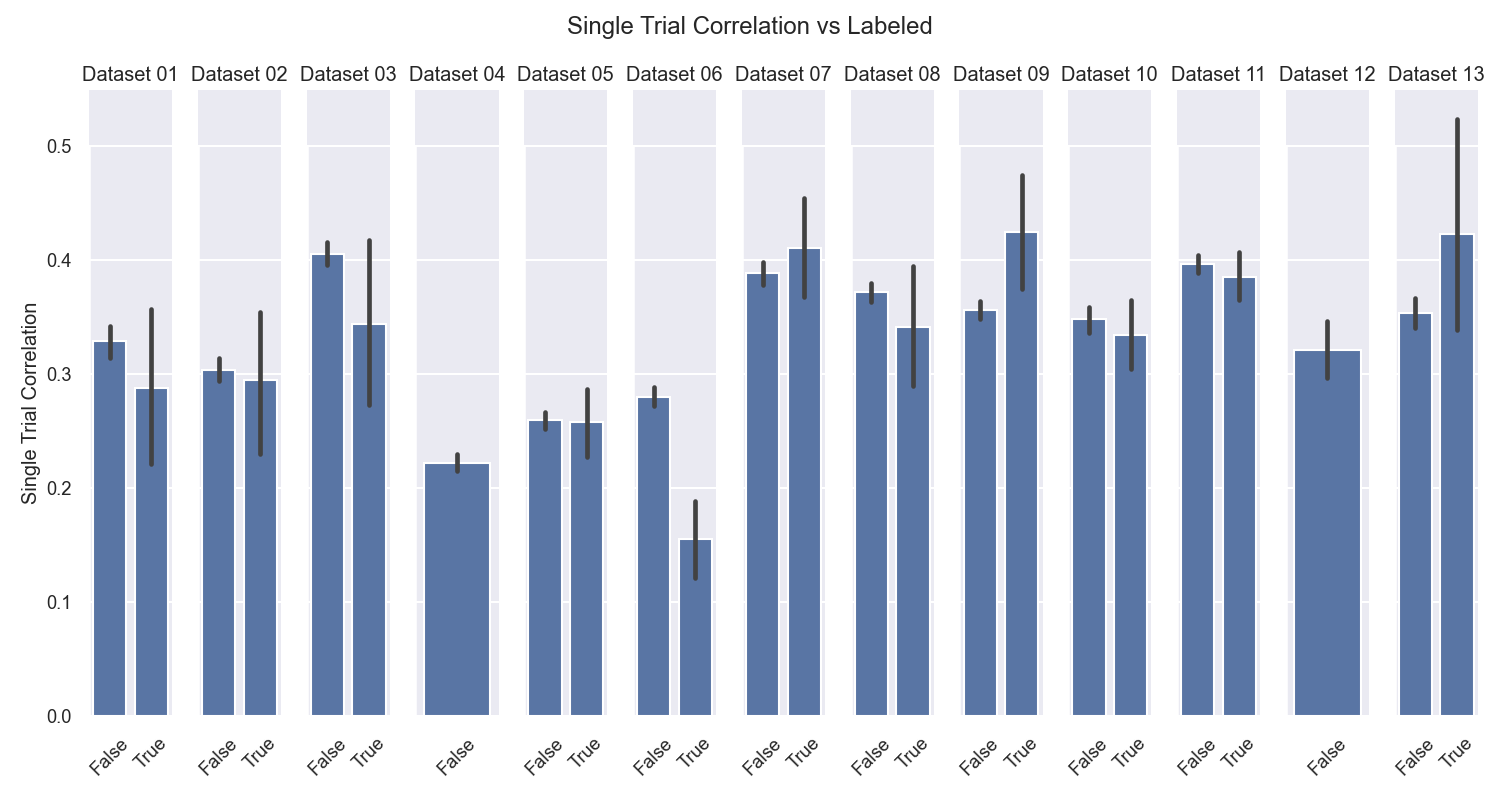 Single Trial Correlation vs Labeled
Dataset 01 Dataset 02 Dataset 03 Dataset 04 Dataset 05 Dataset 06 Dataset 07 Dataset 08 Dataset 09 Dataset 10 Dataset 11 Dataset 12 Dataset 13
0.5
0.4
0.3
0.2
0.1
0.0
Single Trial Correlation
False True False True False True False False True False True False True False True False True False True False True False False True